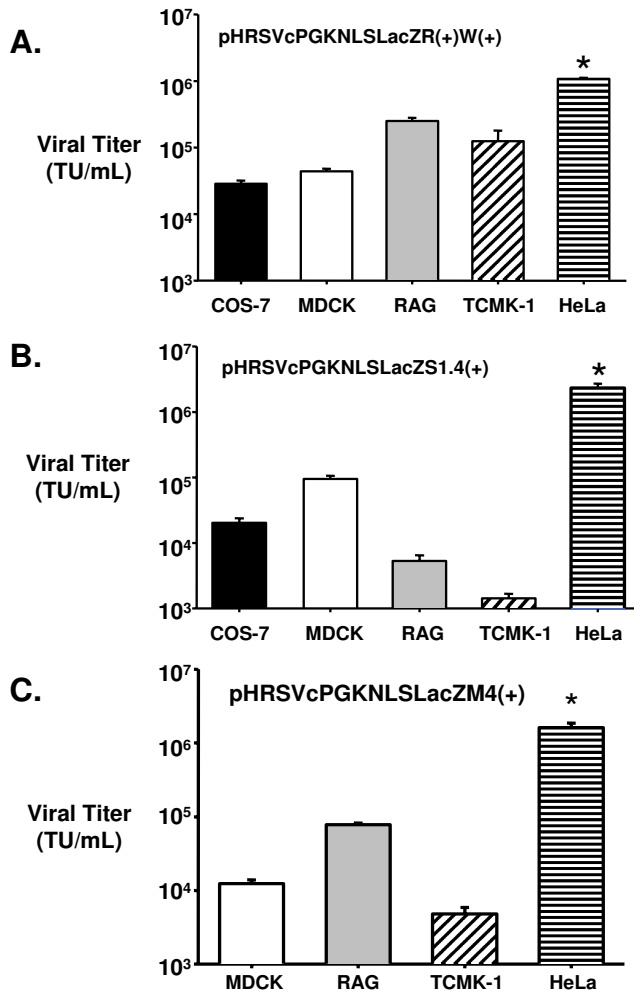 A.
pHRSVcPGKNLSLacZR(+)W(+)
10⁷
10⁶
10⁵
10⁴
10³
Viral Titer
(TU/mL)
*
COS-7 MDCK RAG TCMK-1 HeLa
B.
pHRSVcPGKNLSLacZS1.4(+)
10⁷
10⁶
10⁵
10⁴
10³
Viral Titer
(TU/mL)
*
COS-7 MDCK RAG TCMK-1 HeLa
C.
pHRSVcPGKNLSLacZM4(+)
10⁷
10⁶
10⁵
10⁴
10³
Viral Titer
(TU/mL)
*
MDCK RAG TCMK-1 HeLa